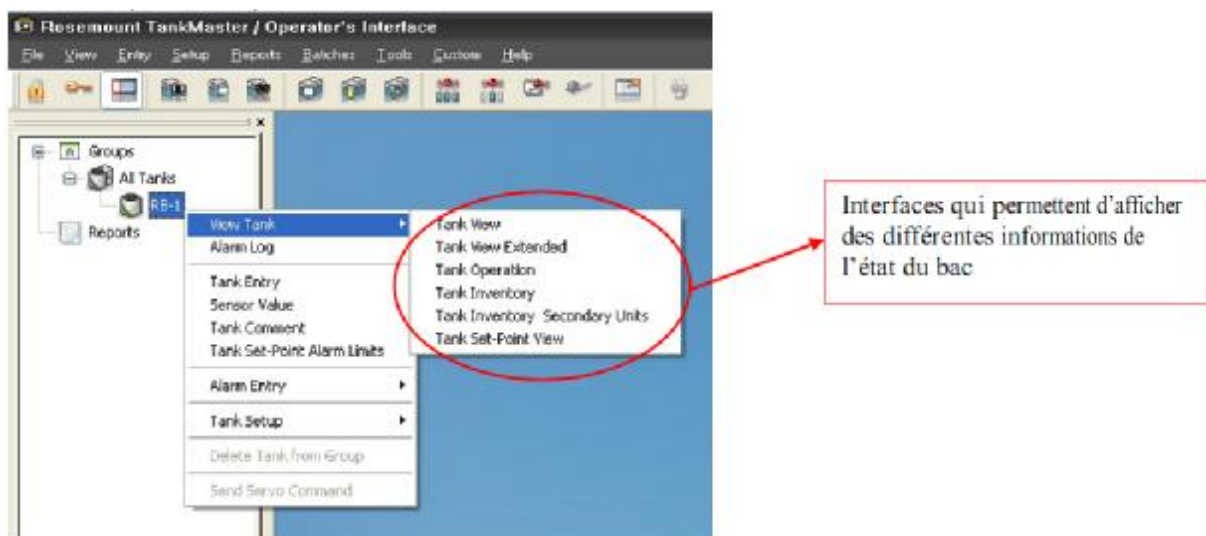 Rosemount TankMaster / Operator's Interface
File View Entry Setup Reports Batches Tools Custom Help
Groups
All Tanks
RB-1
Reports
View Tank
Alarm Log
Tank Entry
Sensor Value
Tank Comment
Tank Set-Point Alarm Limits
Alarm Entry
Tank Setup
Delete Tank from Group
Send Servo Command
Tank View
Tank View Extended
Tank Operation
Tank Inventory
Tank Inventory Secondary Units
Tank Set-Point View
Interfaces qui permettent d'afficher
des différentes informations de
l'état du bac